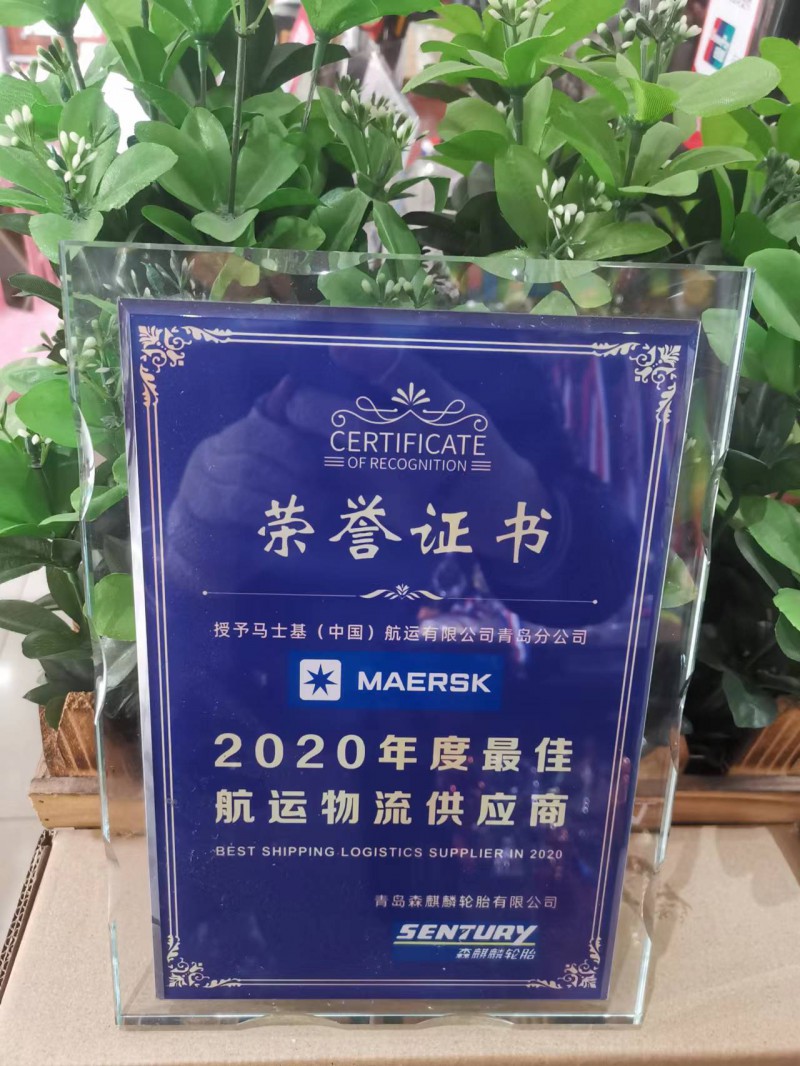 CERTIFICATE
OF RECOGNITION
荣誉证书
授予马士基（中国）航运有限公司青岛分公司
MAERSK
2020年度最佳
航运物流供应商
BEST SHIPPING LOGISTICS SUPPLIER IN 2020
青岛森麒麟轮胎有限公司
SENTURY
森麒麟轮胎